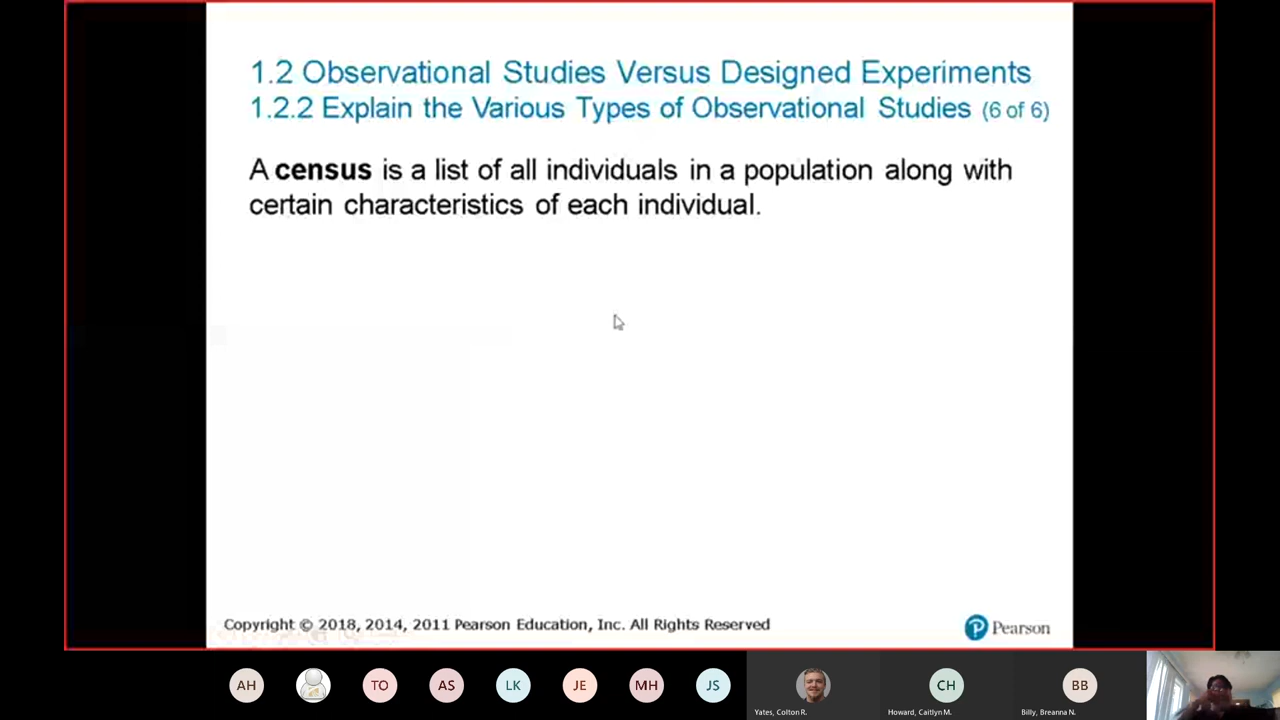 1.2 Observational Studies Versus Designed Experiments
1.2.2 Explain the Various Types of Observational Studies (6 of 6)
A census is a list of all individuals in a population along with
certain characteristics of each individual.
Copyright © 2018, 2014, 2011 Pearson Education, Inc. All Rights Reserved
P Pearson
AH
TO
AS
LK
JE
MH
JS
CH
BB
Yates, Colton R.
Howard, Caitlyn M.
Billy, Breanna N.